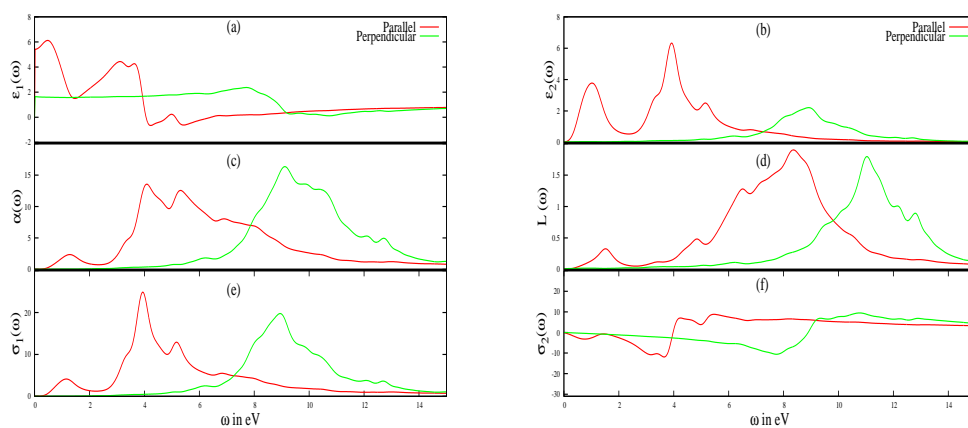 (a)
Parallel
Perpendicular
ε1(ω)
8
6
4
2
0
-2
(b)
Parallel
Perpendicular
ε2(ω)
8
6
4
2
0
(c)
α(ω)
15
10
5
0
(d)
L (ω)
1.5
1
0.5
0
(e)
σ1(ω)
20
10
0
0 2 4 6 8 10 12 14
ω in eV
(f)
σ2(ω)
20
10
0
-10
-20
-30
0 2 4 6 8 10 12 14
ω in eV